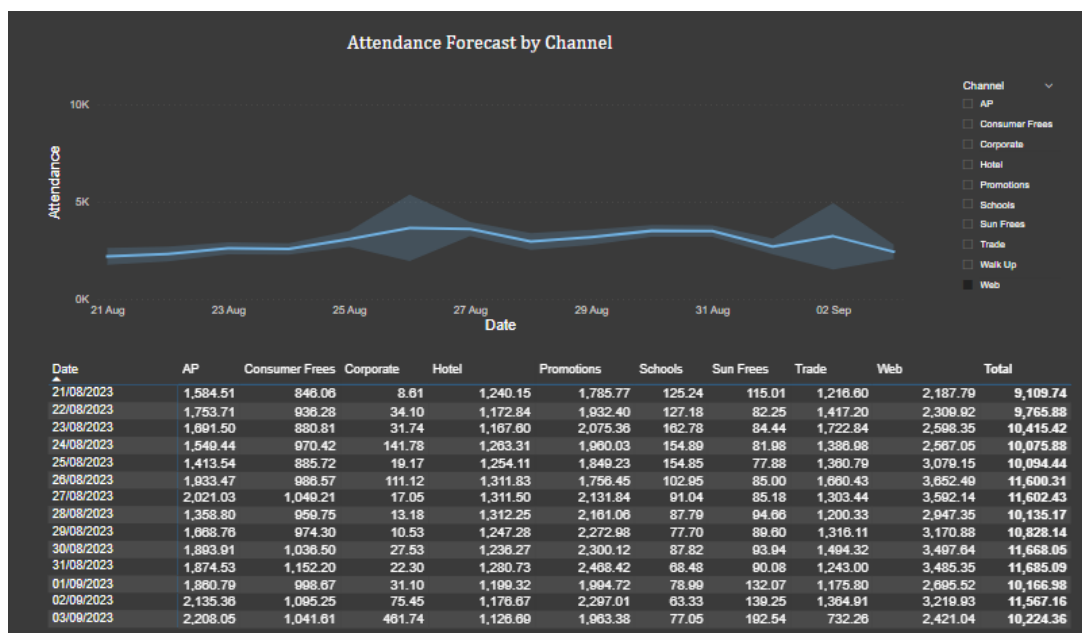 Attendance Forecast by Channel
Channel
AP
Consumer Frees
Corporate
Hotel
Promotions
Schools
Sun Frees
Trade
Walk Up
Web
10K
5K
0K
Attendance
21 Aug 23 Aug 25 Aug 27 Aug 29 Aug 31 Aug 02 Sep
Date
Date AP Consumer Frees Corporate Hotel Promotions Schools Sun Frees Trade Web Total
21/08/2023 1,584.51 846.06 8.61 1,240.15 1,785.77 125.24 115.01 1,216.60 2,187.79 9,109.74
22/08/2023 1,753.71 936.28 34.10 1,172.84 1,932.40 127.18 82.25 1,417.20 2,309.92 9,765.88
23/08/2023 1,691.50 880.81 31.74 1,167.60 2,075.36 162.78 84.44 1,722.84 2,598.35 10,415.42
24/08/2023 1,549.44 970.42 141.78 1,263.31 1,960.03 154.89 81.98 1,386.98 2,567.05 10,075.88
25/08/2023 1,413.54 885.72 19.17 1,254.11 1,849.23 154.85 77.88 1,360.79 3,079.15 10,094.44
26/08/2023 1,933.47 986.57 111.12 1,311.83 1,756.45 102.95 85.00 1,660.43 3,652.49 11,600.31
27/08/2023 2,021.03 1,049.21 17.05 1,311.50 2,131.84 91.04 85.18 1,303.44 3,592.14 11,602.43
28/08/2023 1,358.80 959.75 13.18 1,312.25 2,161.06 87.79 94.66 1,200.33 2,947.35 10,135.17
29/08/2023 1,668.76 974.30 10.53 1,247.28 2,272.98 77.70 89.60 1,316.11 3,170.88 10,828.14
30/08/2023 1,893.91 1,036.50 27.53 1,236.27 2,300.12 87.82 93.94 1,494.32 3,497.64 11,668.05
31/08/2023 1,874.53 1,152.20 22.30 1,280.73 2,468.42 68.48 90.08 1,243.00 3,485.35 11,685.09
01/09/2023 1,860.79 998.67 31.10 1,199.32 1,994.72 78.99 132.07 1,175.80 2,695.52 10,166.98
02/09/2023 2,135.36 1,095.25 75.45 1,176.67 2,297.01 63.33 139.25 1,364.91 3,219.93 11,567.16
03/09/2023 2,208.05 1,041.61 461.74 1,126.69 1,963.38 77.05 192.54 732.26 2,421.04 10,224.36